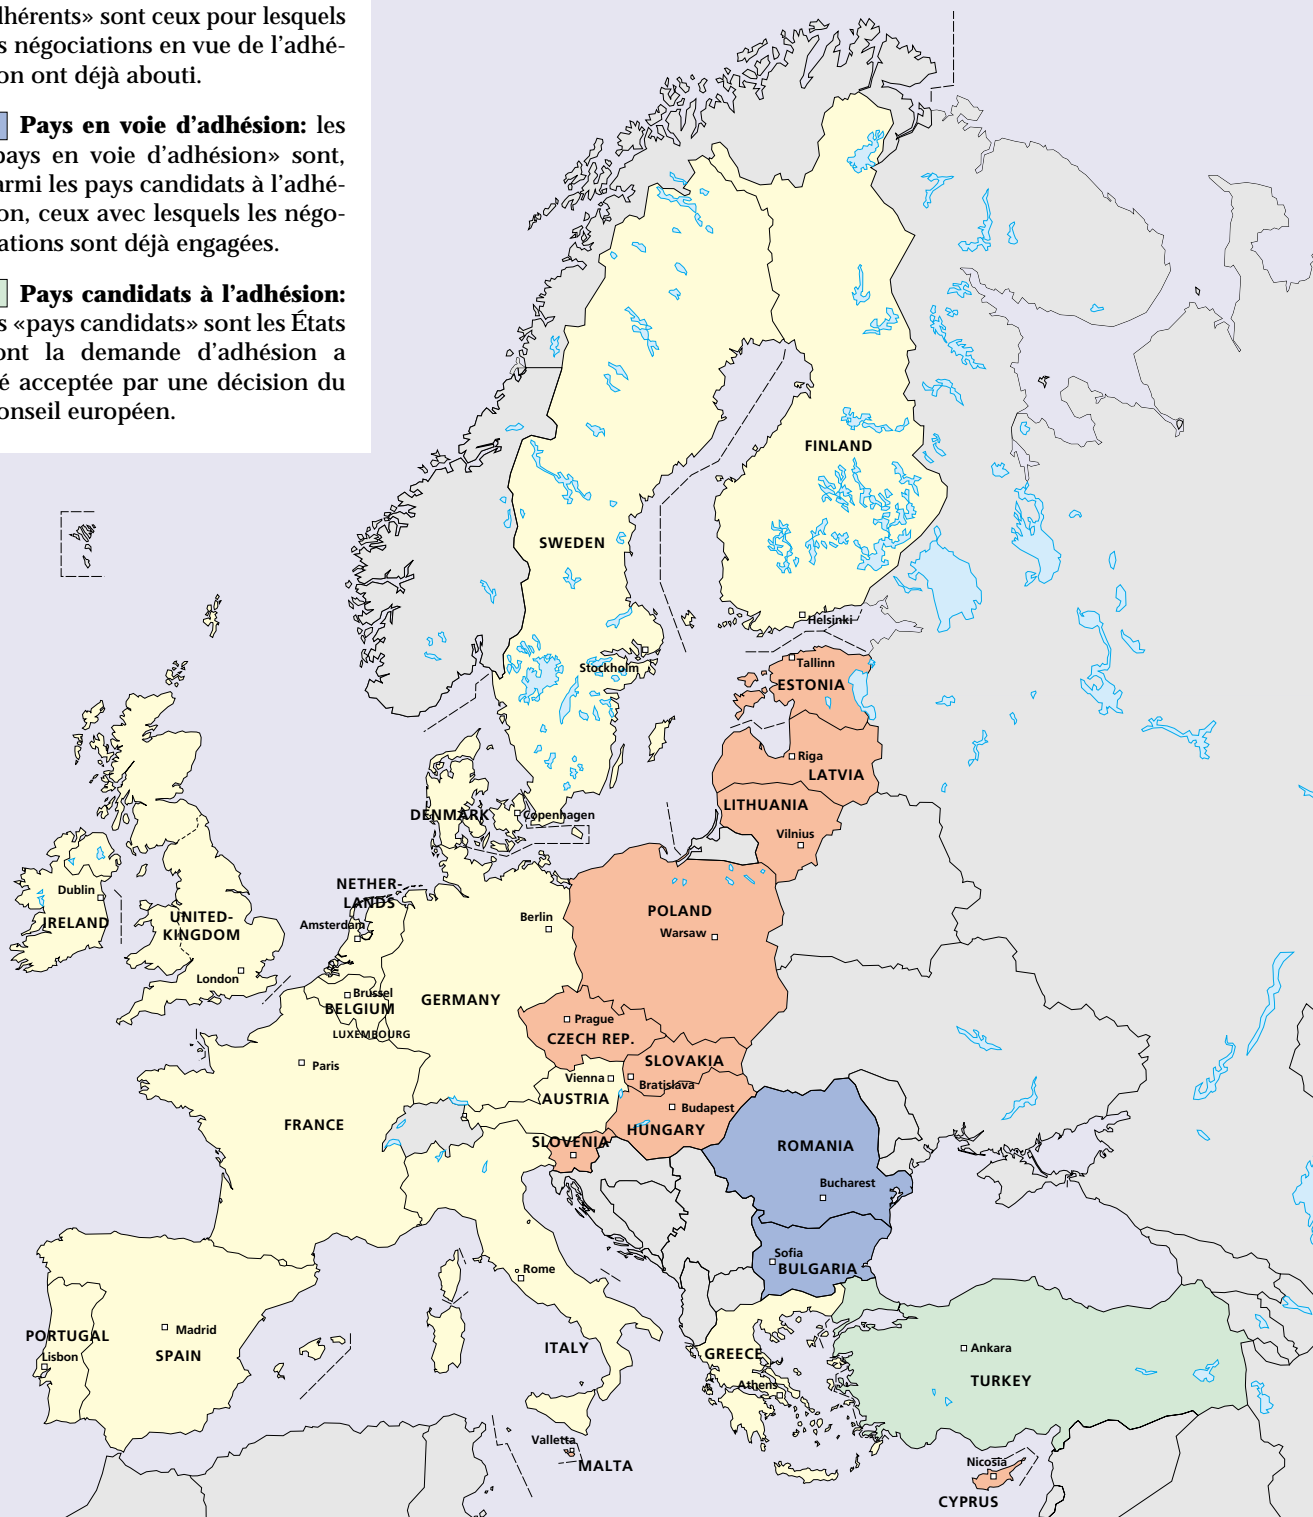 dhérents» sont ceux pour lesquels
s négociations en vue de l'adhé-
on ont déjà abouti.
Pays en voie d'adhésion: les
pays en voie d'adhésion» sont,
armi les pays candidats à l'adhé-
on, ceux avec lesquels les négo-
ations sont déjà engagées.
Pays candidats à l'adhésion:
s «pays candidats» sont les États
ont la demande d'adhésion a
é acceptée par une décision du
onseil européen.
FINLAND
SWEDEN
Helsinki
Stockholm
Tallinn
ESTONIA
Riga
LATVIA
LITHUANIA
Vilnius
DENMARK
Copenhagen
NETHER-
LANDS
Amsterdam
Dublin
IRELAND
UNITED-
KINGDOM
London
Berlin
POLAND
Warsaw
Brussel
BELGIUM
GERMANY
LUXEMBOURG
Prague
CZECH REP.
SLOVAKIA
Bratislava
Paris
Vienna
AUSTRIA
Budapest
HUNGARY
FRANCE
SLOVENIA
ROMANIA
Bucharest
Sofia
BULGARIA
Rome
ITALY
PORTUGAL
Lisbon
Madrid
SPAIN
GREECE
Athens
Ankara
TURKEY
Valletta
MALTA
Nicosia
CYPRUS